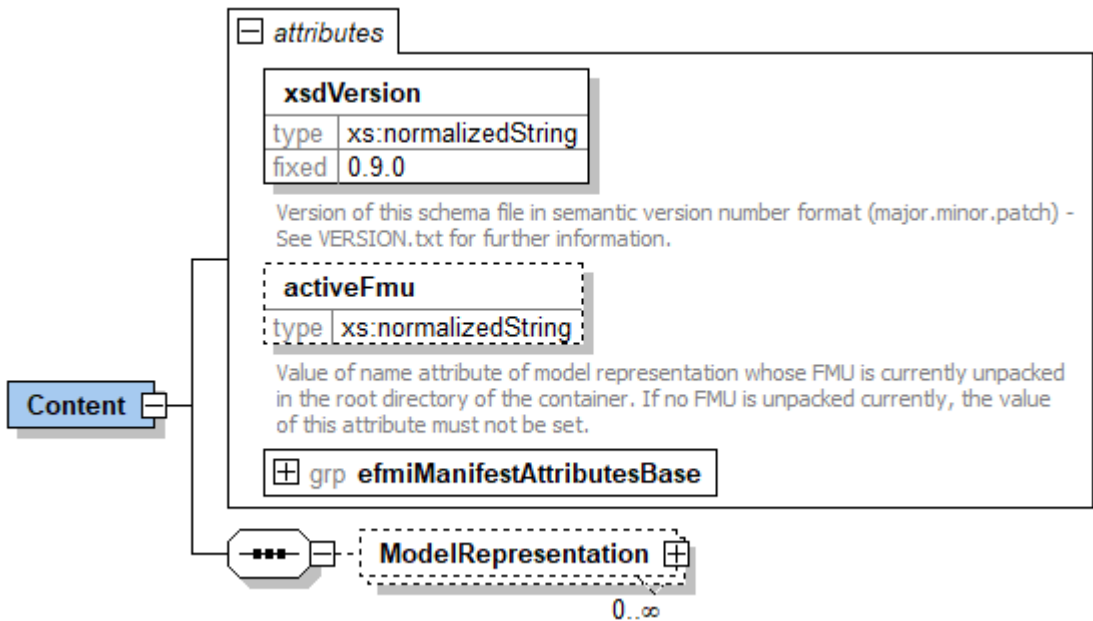 attributes
xsdVersion
type xs:normalizedString
fixed 0.9.0
Version of this schema file in semantic version number format (major.minor.patch) -
See VERSION.txt for further information.
activeFmu
type xs:normalizedString
Value of name attribute of model representation whose FMU is currently unpacked
in the root directory of the container. If no FMU is unpacked currently, the value
of this attribute must not be set.
Content
grp efmiManifestAttributesBase
ModelRepresentation
0..∞